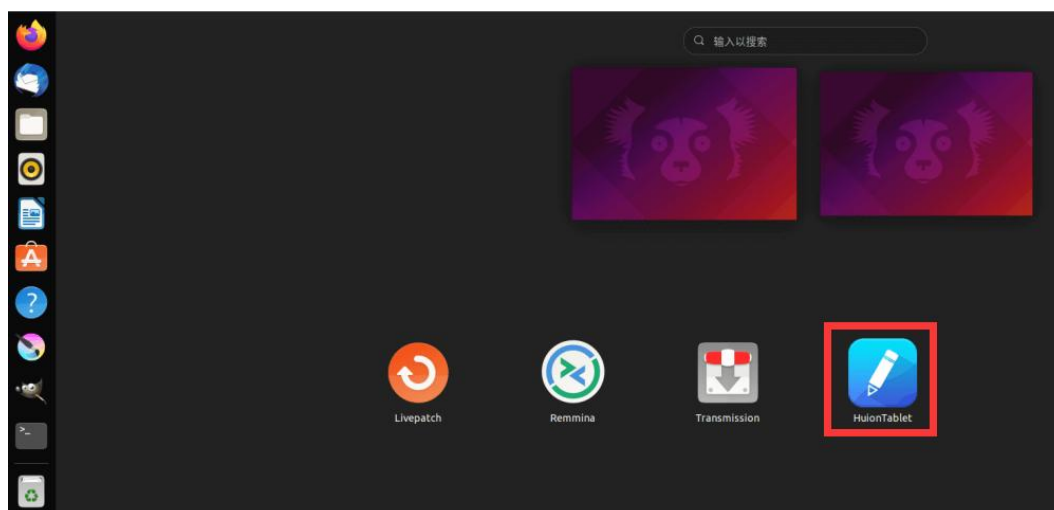 输入以搜索
Livepatch
Remmina
Transmission
HuionTablet